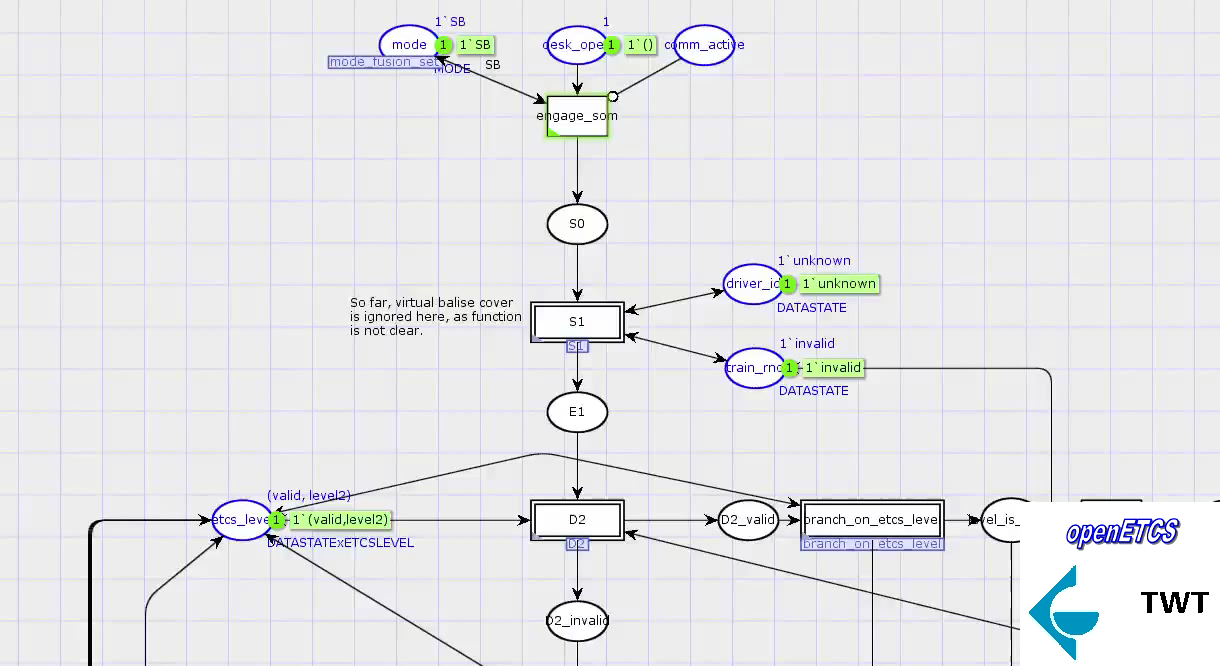 1`SB
1
mode
1
1`SB
desk_ope
1
1`()
comm_active
mode_fusion_set
MODE
SB
engage_som
S0
1`unknown
driver_id
1
1`unknown
DATASTATE
So far, virtual balise cover
is ignored here, as function
is not clear.
S1
S1
1`invalid
train_rno
1
1`invalid
DATASTATE
E1
(valid, level2)
etcs_leve
1
1`(valid,level2)
DATASTATExETCSLEVEL
D2
D2
D2_valid
branch_on_etcs_level
branch_on_etcs_level
vel_is_
openETCS
TWT
D2_invalid